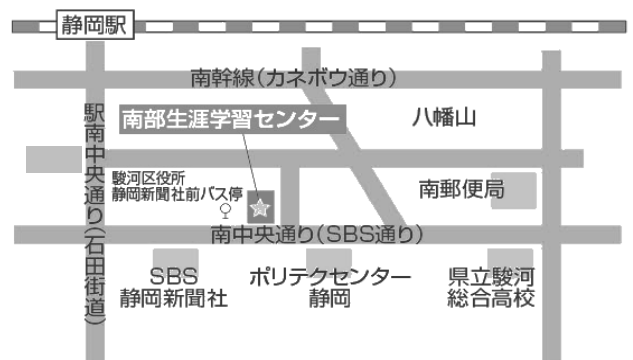 静岡駅
南幹線(カネボウ通り)
南部生涯学習センター
八幡山
駅南中央通り(石田街道)
駿河区役所
静岡新聞社前バス停
南郵便局
南中央通り(SBS通り)
SBS
静岡新聞社
ポリテクセンター
静岡
県立駿河
総合高校